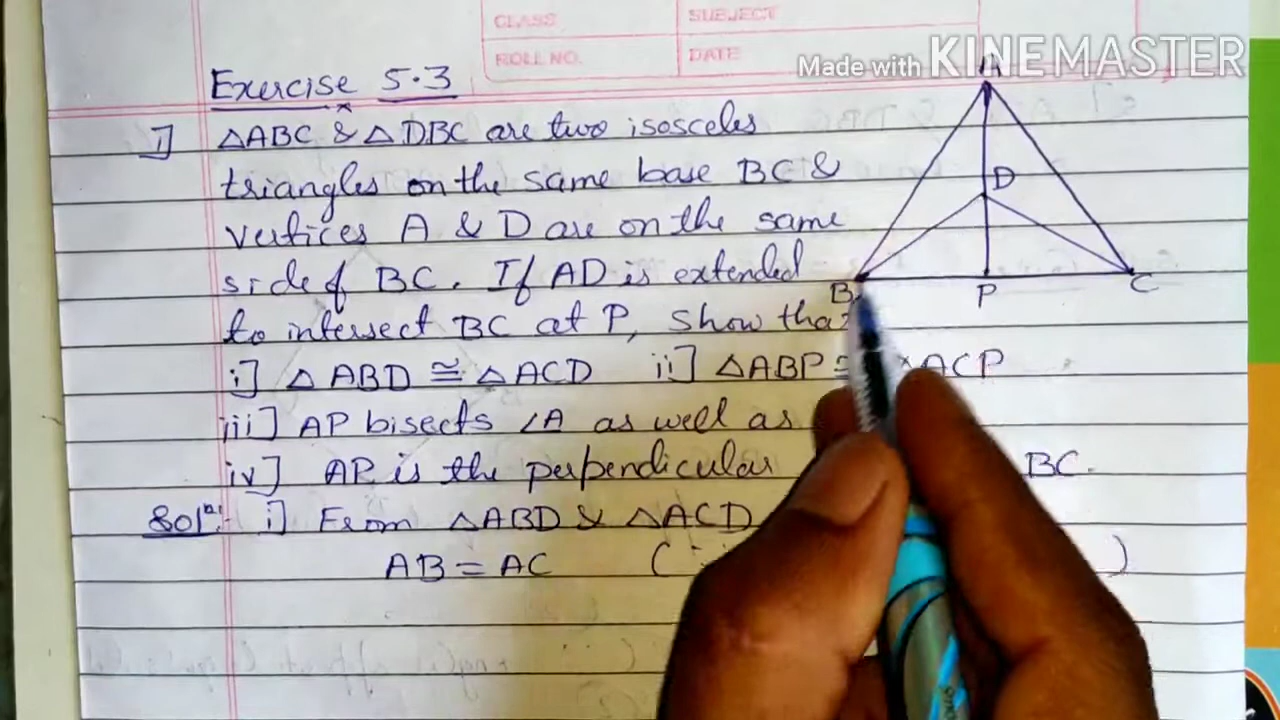 CLASS
SUBJECT
ROLL NO.
DATE
Made with KINEMASTER
Exercise 5.3
1] △ABC & △DBC are two isosceles
triangles on the same base BC &
vertices A & D are on the same
side of BC. If AD is extended
to intersect BC at P, show that
i] △ABD ≅ △ACD ii] △ABP ≅ △ACP
iii] AP bisects ∠A as well as
iv] AP is the perpendicular BC.
Solⁿ:- i] From △ABD & △ACD
AB = AC ( ∵ )
A
D
B
P
C